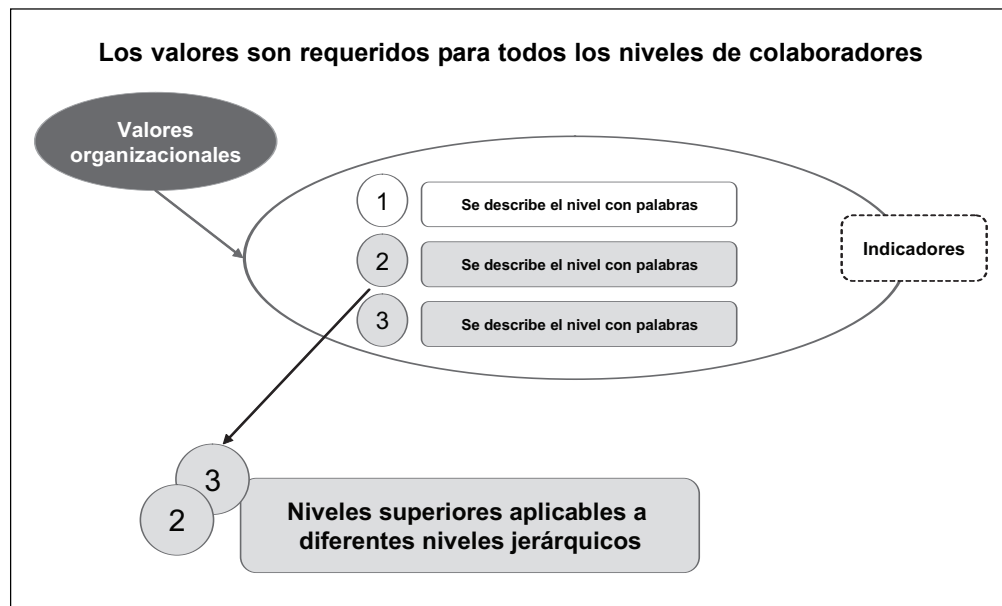 Los valores son requeridos para todos los niveles de colaboradores
Valores
organizacionales
1
Se describe el nivel con palabras
2
Se describe el nivel con palabras
3
Se describe el nivel con palabras
Indicadores
3
2
Niveles superiores aplicables a
diferentes niveles jerárquicos